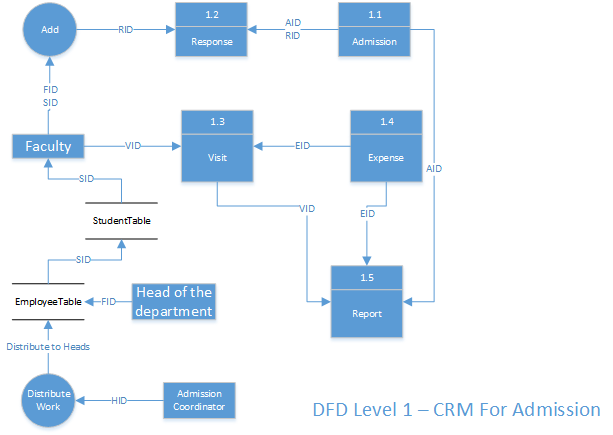 Add
RID
1.2
Response
AID
RID
1.1
Admission
FID
SID
Faculty
VID
1.3
Visit
EID
1.4
Expense
AID
SID
StudentTable
VID
EID
SID
1.5
Report
EmployeeTable
FID
Head of the
department
Distribute to Heads
Distribute
Work
HID
Admission
Coordinator
DFD Level 1 – CRM For Admission